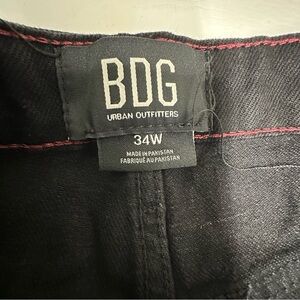 BDG
URBAN OUTFITTERS
34W
MADE IN PAKISTAN
FABRIQUÉ AU PAKISTAN